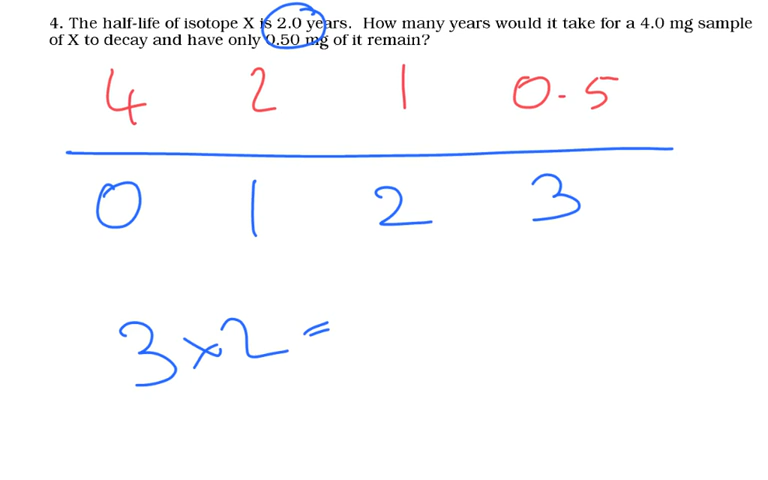 4. The half-life of isotope X is 2.0 years. How many years would it take for a 4.0 mg sample
of X to decay and have only 0.50 mg of it remain?
4 2 1 0.5
0 1 2 3
3 x 2 =